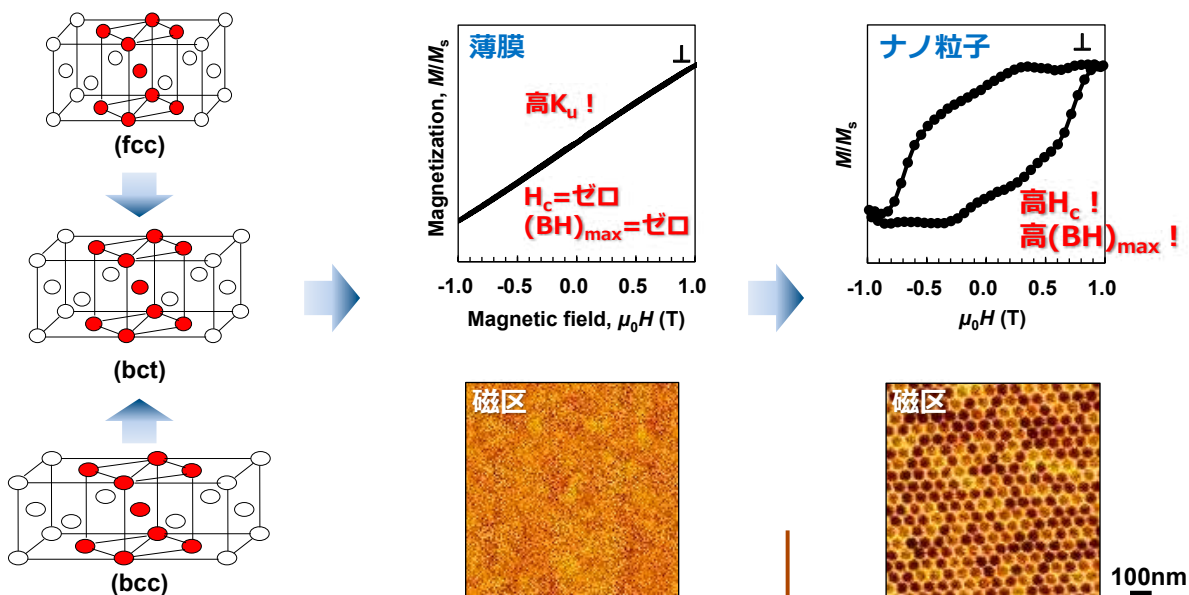 (fcc)
(bct)
(bcc)
薄膜
⊥
高Ku！
Hc=ゼロ
(BH)max=ゼロ
Magnetization, M/Ms
-1.0 -0.5 0.0 0.5 1.0
Magnetic field, μ0H (T)
ナノ粒子
⊥
高Hc！
高(BH)max！
M/Ms
-1.0 -0.5 0.0 0.5 1.0
μ0H (T)
磁区
磁区
100nm